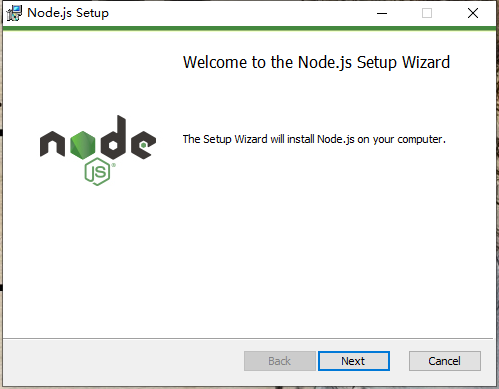 Node.js Setup
Welcome to the Node.js Setup Wizard
node
JS
®
The Setup Wizard will install Node.js on your computer.
Back
Next
Cancel